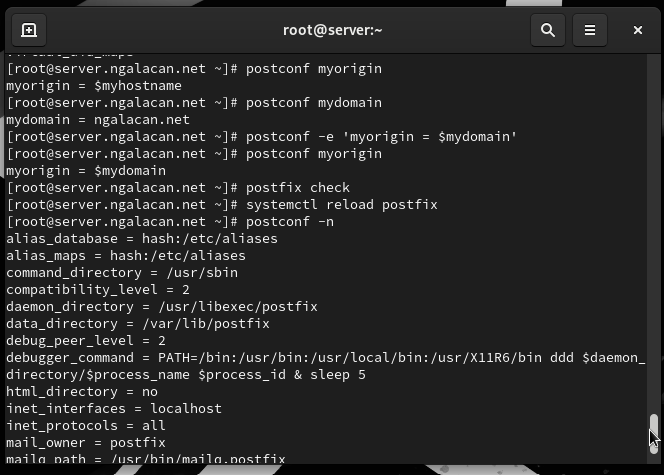 root@server:~
[root@server.ngalacan.net ~]# postconf myorigin
myorigin = $myhostname
[root@server.ngalacan.net ~]# postconf mydomain
mydomain = ngalacan.net
[root@server.ngalacan.net ~]# postconf -e 'myorigin = $mydomain'
[root@server.ngalacan.net ~]# postconf myorigin
myorigin = $mydomain
[root@server.ngalacan.net ~]# postfix check
[root@server.ngalacan.net ~]# systemctl reload postfix
[root@server.ngalacan.net ~]# postconf -n
alias_database = hash:/etc/aliases
alias_maps = hash:/etc/aliases
command_directory = /usr/sbin
compatibility_level = 2
daemon_directory = /usr/libexec/postfix
data_directory = /var/lib/postfix
debug_peer_level = 2
debugger_command = PATH=/bin:/usr/bin:/usr/local/bin:/usr/X11R6/bin ddd $daemon_
directory/$process_name $process_id & sleep 5
html_directory = no
inet_interfaces = localhost
inet_protocols = all
mail_owner = postfix
mailq_path = /usr/bin/mailq.postfix